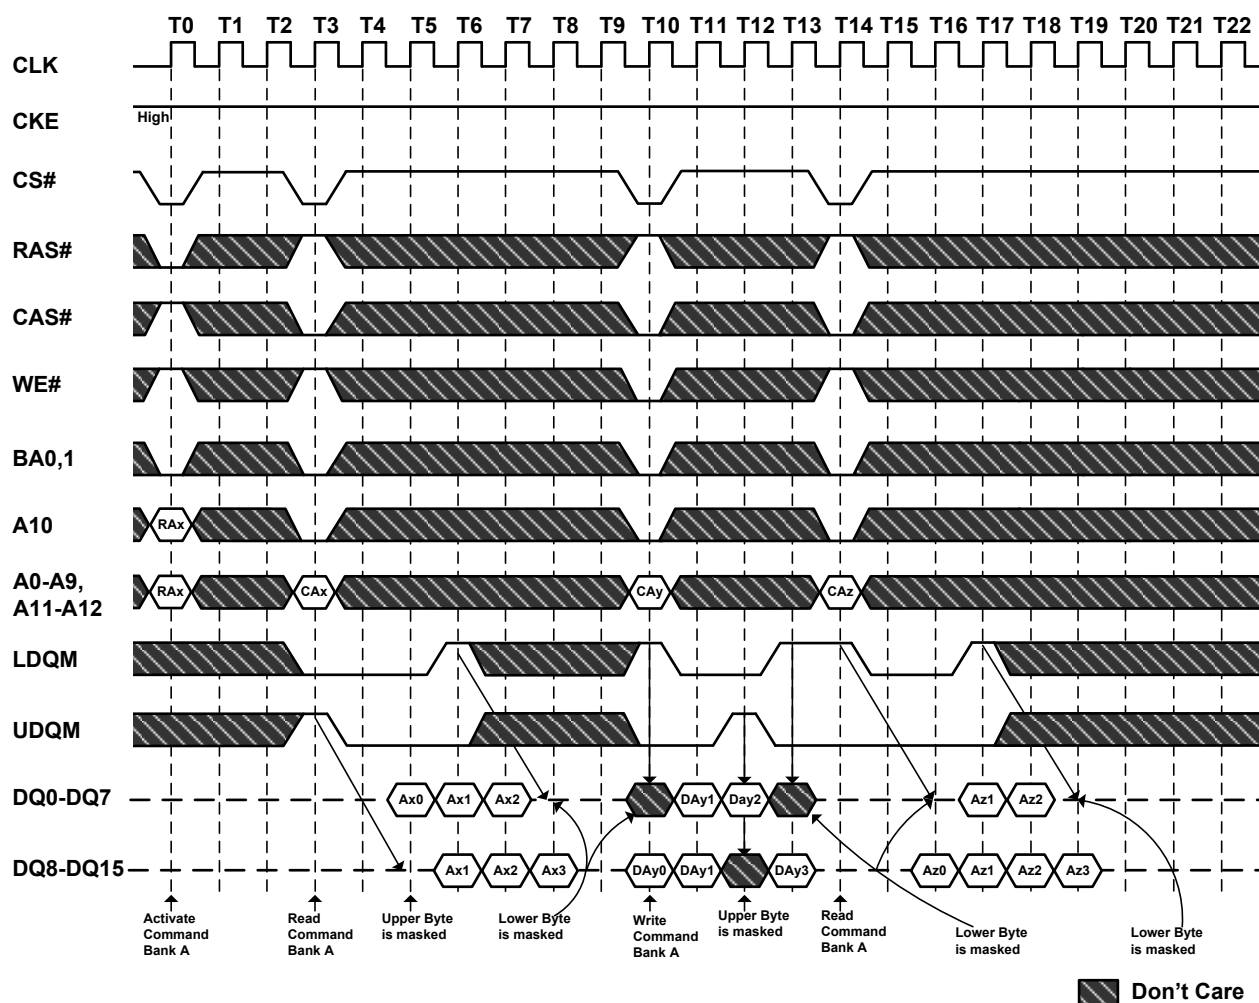 T0 T1 T2 T3 T4 T5 T6 T7 T8 T9 T10 T11 T12 T13 T14 T15 T16 T17 T18 T19 T20 T21 T22
CLK
CKE
High
CS#
RAS#
CAS#
WE#
BA0,1
A10
RAx
A0-A9,
A11-A12
RAx CAx CAy CAz
LDQM
UDQM
DQ0-DQ7
Ax0 Ax1 Ax2 DAy1 Day2 Az1 Az2
DQ8-DQ15
Ax1 Ax2 Ax3 DAy0 DAy1 DAy3 Az0 Az1 Az2 Az3
Activate
Command
Bank A
Read
Command
Bank A
Upper Byte
is masked
Lower Byte
is masked
Write
Command
Bank A
Upper Byte
is masked
Read
Command
Bank A
Lower Byte
is masked
Lower Byte
is masked
Don't Care